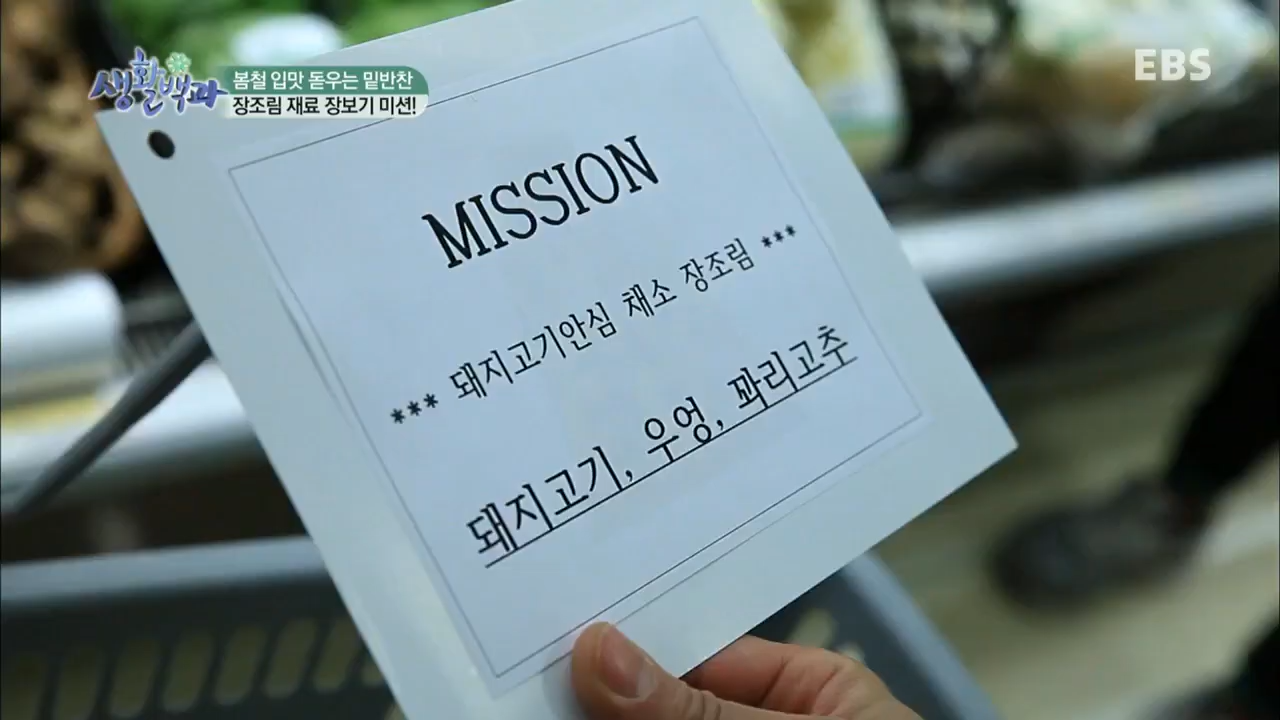 생활백과
봄철 입맛 돋우는 밑반찬
장조림 재료 장보기 미션!
EBS
MISSION
*** 돼지고기안심 채소 장조림 ***
돼지고기, 우엉, 꽈리고추